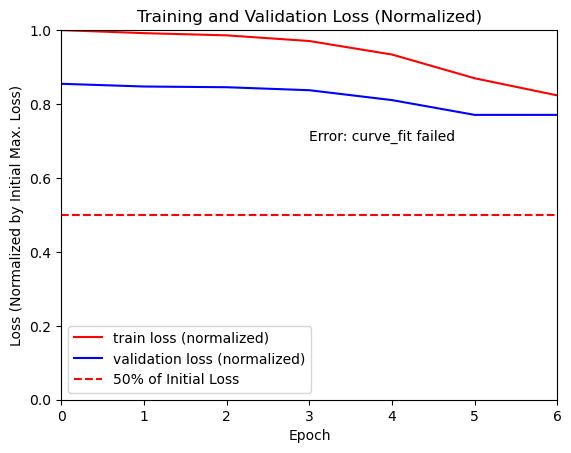 Training and Validation Loss (Normalized)
Loss (Normalized by Initial Max. Loss)
1.0
0.8
0.6
0.4
0.2
0.0
Error: curve_fit failed
train loss (normalized)
validation loss (normalized)
50% of Initial Loss
0 1 2 3 4 5 6
Epoch